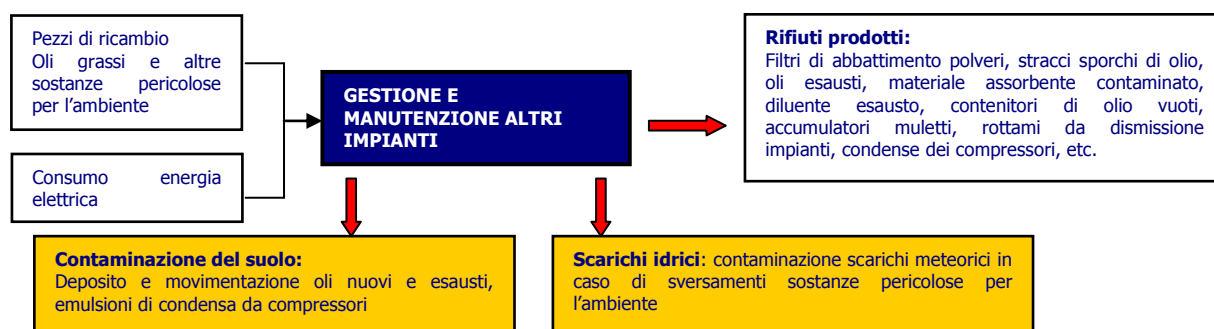 Pezzi di ricambio
Oli grassi e altre
sostanze pericolose
per l'ambiente
Consumo energia
elettrica
GESTIONE E
MANUTENZIONE ALTRI
IMPIANTI
Rifiuti prodotti:
Filtri di abbattimento polveri, stracci sporchi di olio,
oli esausti, materiale assorbente contaminato,
diluente esausto, contenitori di olio vuoti,
accumulatori muletti, rottami da dismissione
impianti, condense dei compressori, etc.
Contaminazione del suolo:
Deposito e movimentazione oli nuovi e esausti,
emulsioni di condensa da compressori
Scarichi idrici: contaminazione scarichi meteorici in
caso di sversamenti sostanze pericolose per
l'ambiente